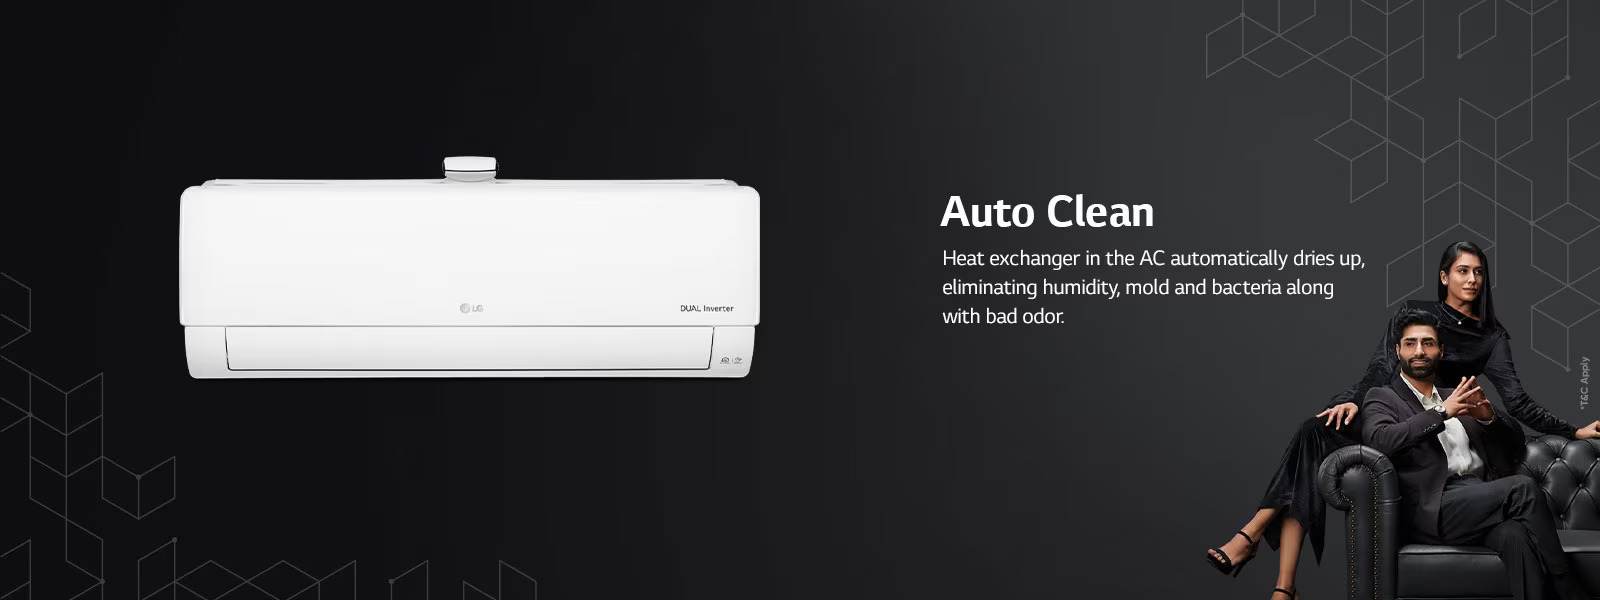 Auto Clean
Heat exchanger in the AC automatically dries up,
eliminating humidity, mold and bacteria along
with bad odor.
LG
DUAL Inverter
*T&C Apply